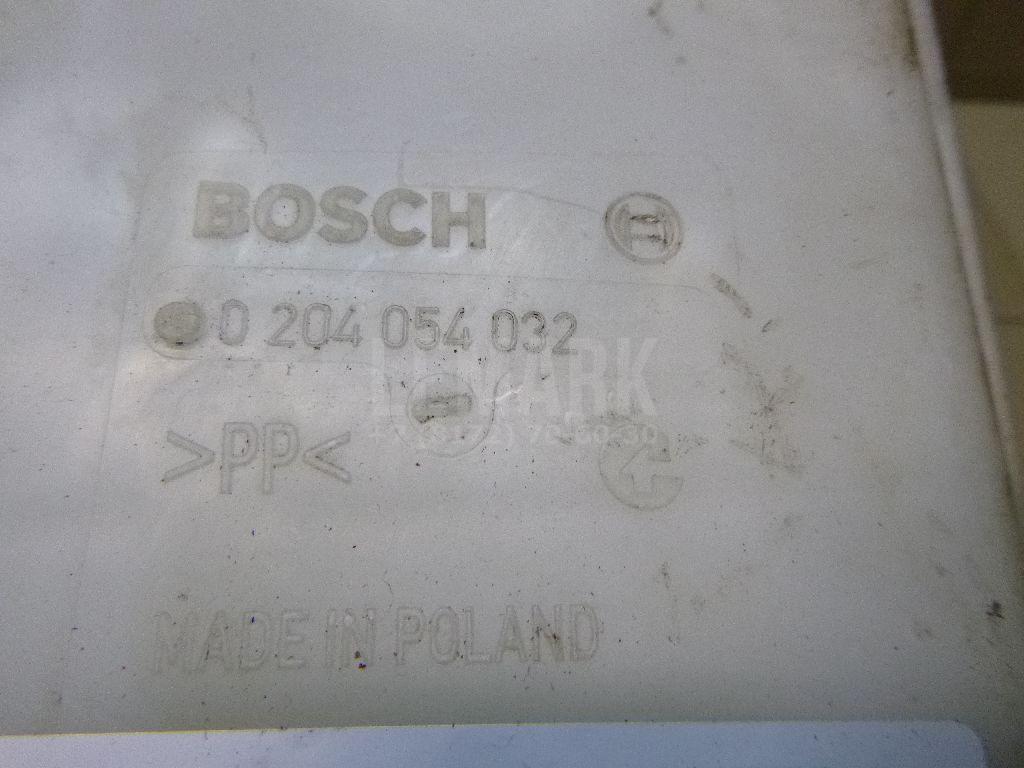 BOSCH
0 204 054 032
>PP<
MADE IN POLAND